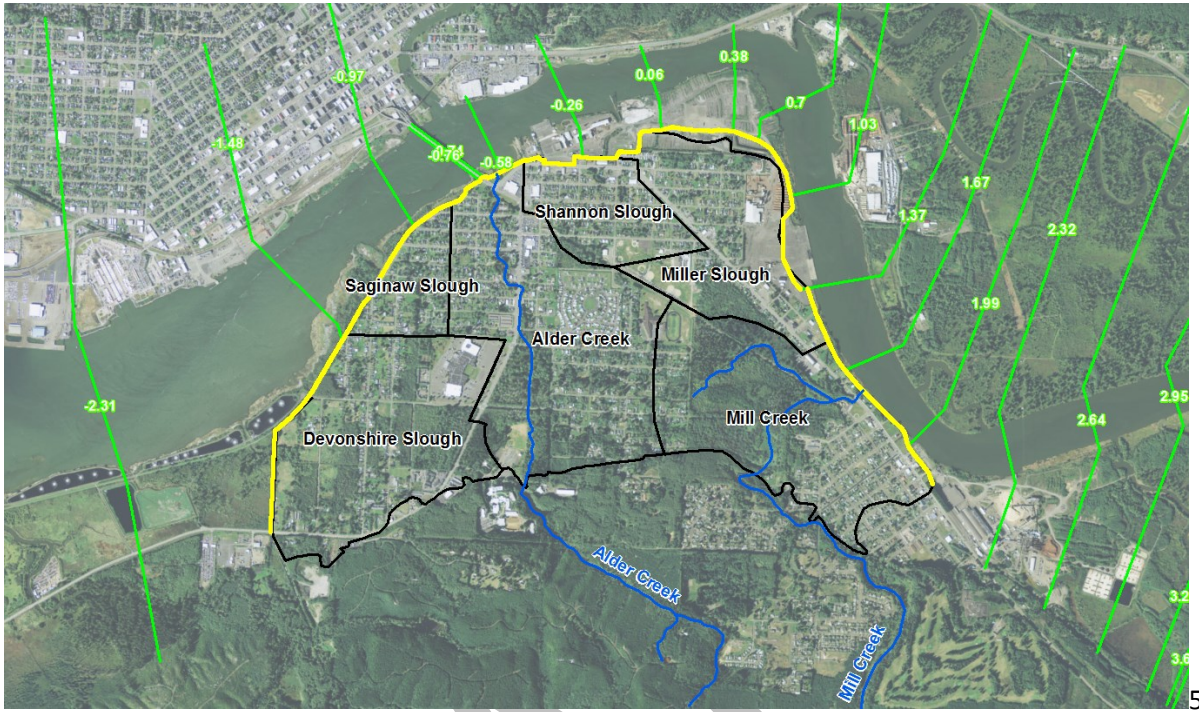 -0.97
-0.26
0.06
0.38
0.7
1.03
-1.48
-0.74
-0.76
-0.58
1.67
1.37
2.32
Shannon Slough
Miller Slough
Saginaw Slough
1.99
Alder Creek
-2.31
2.95
2.64
Mill Creek
Devonshire Slough
Alder Creek
Mill Creek
5